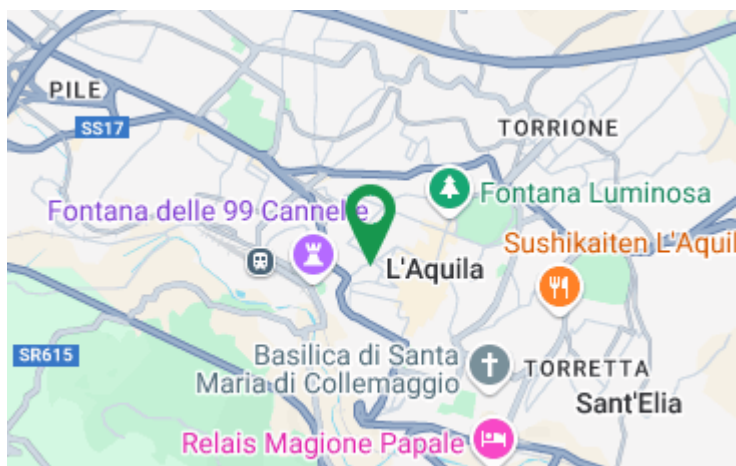 PILE
SS17
TORRIONE
Fontana Luminosa
Fontana delle 99 Cannelle
Sushikaiten L'Aquil
L'Aquila
SR615
Basilica di Santa
Maria di Collemaggio
TORRETTA
Sant'Elia
Relais Magione Papale